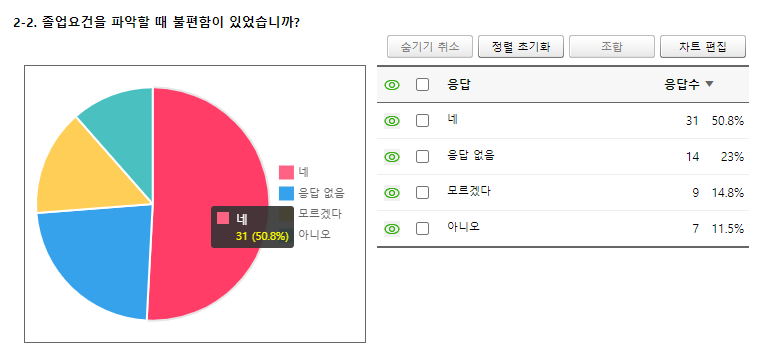 2-2. 졸업요건을 파악할 때 불편함이 있었습니까?
숨기기 취소 정렬 초기화 조합 차트 편집
응답 응답수
네 31 50.8%
응답 없음 14 23%
모르겠다 9 14.8%
아니오 7 11.5%
네
응답 없음
모르겠다
아니오
네
31 (50.8%)